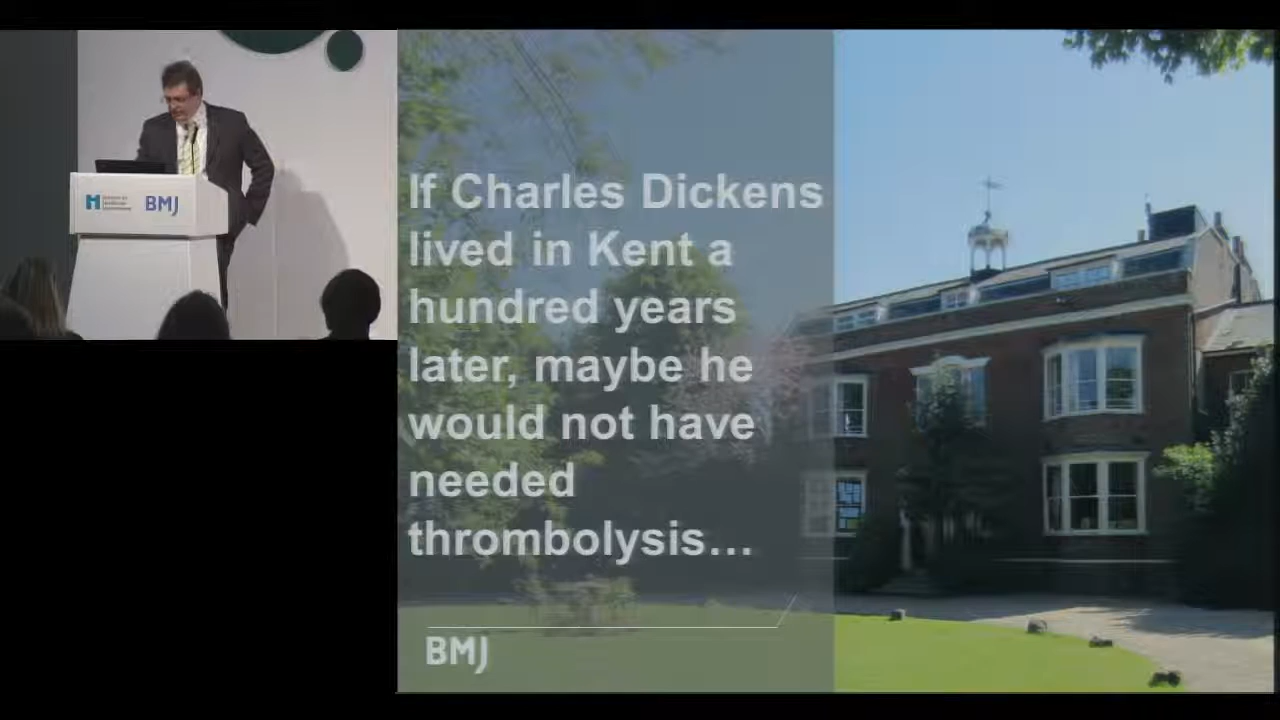 BMJ
If Charles Dickens
lived in Kent a
hundred years
later, maybe he
would not have
needed
thrombolysis…
BMJ